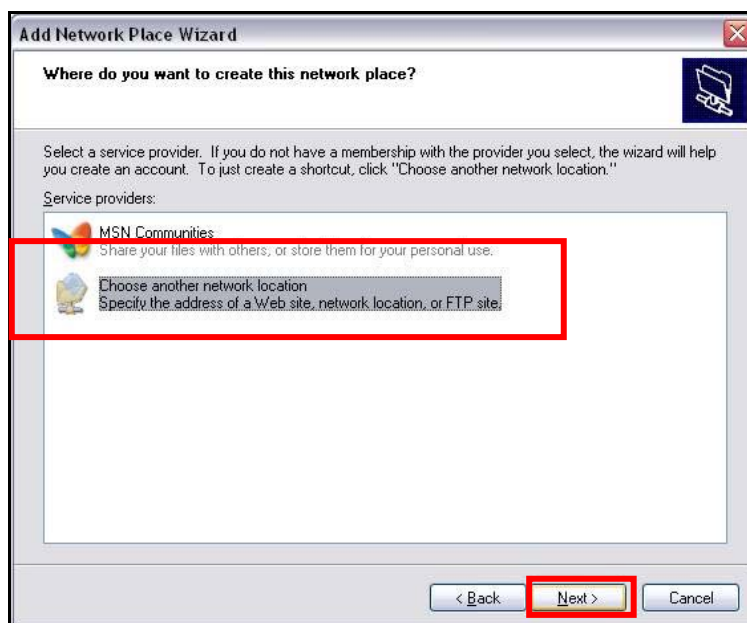 Add Network Place Wizard
Where do you want to create this network place?
Select a service provider. If you do not have a membership with the provider you select, the wizard will help
you create an account. To just create a shortcut, click "Choose another network location."
Service providers:
MSN Communities
Share your files with others, or store them for your personal use.
Choose another network location
Specify the address of a Web site, network location, or FTP site.
< Back
Next >
Cancel